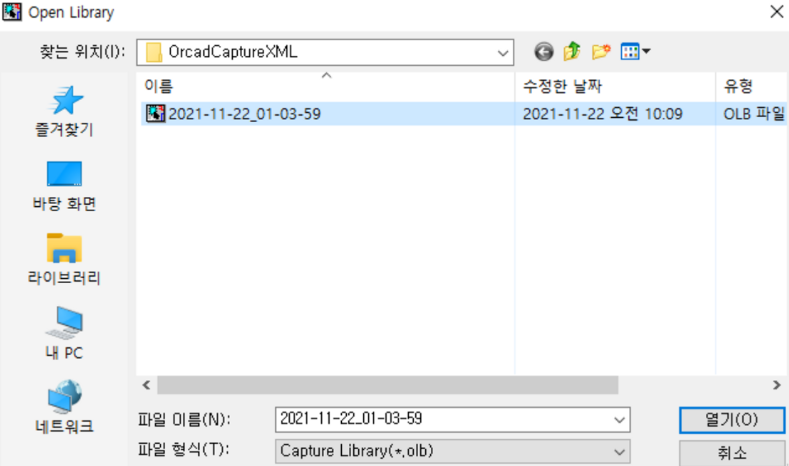 Open Library
찾는 위치(I): OrcadCaptureXML
이름 수정한 날짜 유형
2021-11-22_01-03-59 2021-11-22 오전 10:09 OLB 파일
즐겨찾기
바탕 화면
라이브러리
내 PC
네트워크
파일 이름(N): 2021-11-22_01-03-59 열기(O)
파일 형식(T): Capture Library(*.olb) 취소